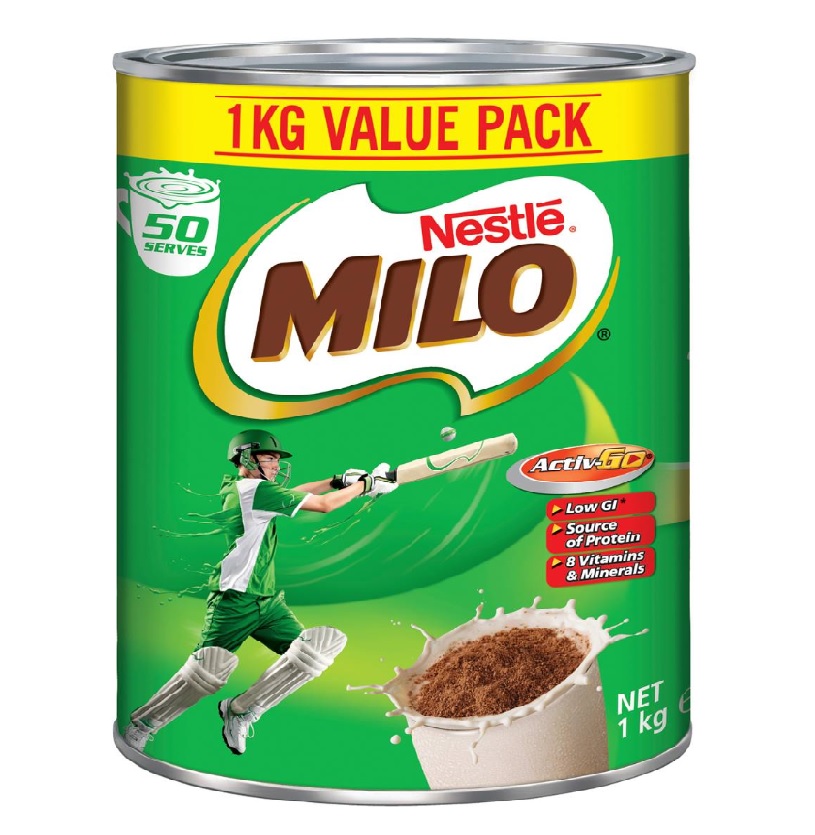 1KG VALUE PACK
50
SERVES
Nestlé®
MILO®
Activ-GO
Low GI*
Source
of Protein
8 Vitamins
& Minerals
NET
1 kg e